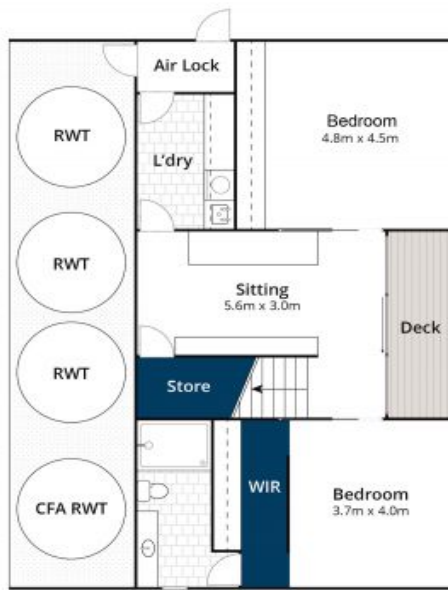 Air Lock
Bedroom
4.8m x 4.5m
RWT
L'dry
RWT
Sitting
5.6m x 3.0m
Deck
RWT
Store
WIR
Bedroom
3.7m x 4.0m
CFA RWT